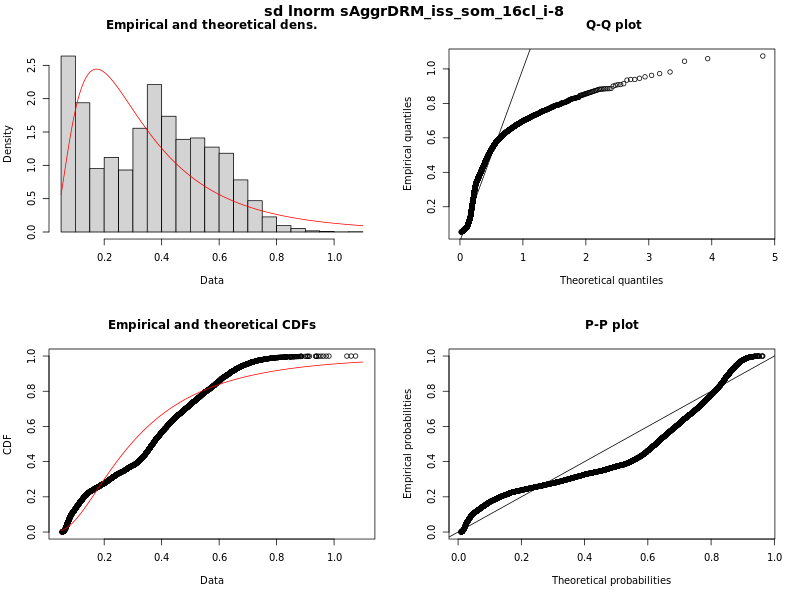 sd lnorm sAggrDRM_iss_som_16cl_i-8
Empirical and theoretical dens.
Density
0.0 0.5 1.0 1.5 2.0 2.5
0.2 0.4 0.6 0.8 1.0
Data
Q-Q plot
Empirical quantiles
0.2 0.4 0.6 0.8 1.0
0 1 2 3 4 5
Theoretical quantiles
Empirical and theoretical CDFs
CDF
0.0 0.2 0.4 0.6 0.8 1.0
0.2 0.4 0.6 0.8 1.0
Data
P-P plot
Empirical probabilities
0.0 0.2 0.4 0.6 0.8 1.0
0.0 0.2 0.4 0.6 0.8 1.0
Theoretical probabilities